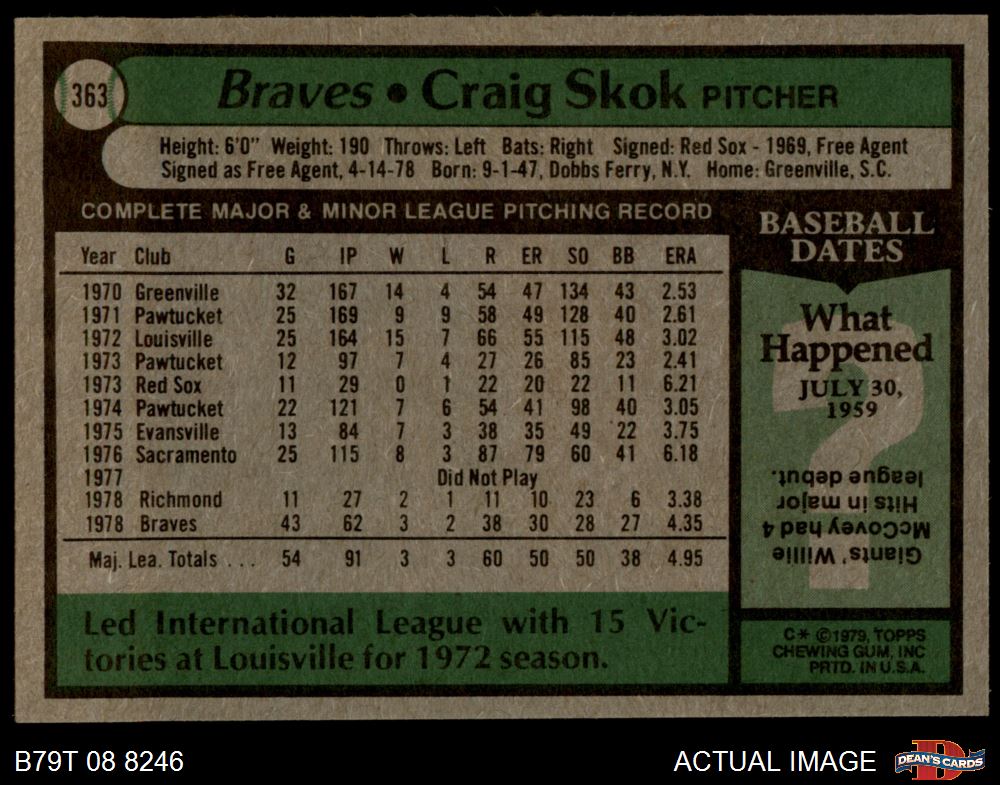 363 Braves • Craig Skok PITCHER
Height: 6'0" Weight: 190 Throws: Left Bats: Right Signed: Red Sox - 1969, Free Agent
Signed as Free Agent, 4-14-78 Born: 9-1-47, Dobbs Ferry, N.Y. Home: Greenville, S.C.
COMPLETE MAJOR & MINOR LEAGUE PITCHING RECORD
Year Club G IP W L R ER SO BB ERA
1970 Greenville 32 167 14 4 54 47 134 43 2.53
1971 Pawtucket 25 169 9 9 58 49 128 40 2.61
1972 Louisville 25 164 15 7 66 55 115 48 3.02
1973 Pawtucket 12 97 7 4 27 26 85 23 2.41
1973 Red Sox 11 29 0 1 22 20 22 11 6.21
1974 Pawtucket 22 121 7 6 54 41 98 40 3.05
1975 Evansville 13 84 7 3 38 35 49 22 3.75
1976 Sacramento 25 115 8 3 87 79 60 41 6.18
1977 Did Not Play
1978 Richmond 11 27 2 1 11 10 23 6 3.38
1978 Braves 43 62 3 2 38 30 28 27 4.35
Maj. Lea. Totals . . . 54 91 3 3 60 50 50 38 4.95
Led International League with 15 Vic-
tories at Louisville for 1972 season.
BASEBALL
DATES
What
Happened
JULY 30,
1959
?
Giants' Willie
McCovey had 4
Hits in major
league debut.
C* © 1979, TOPPS
CHEWING GUM, INC
PRTD. IN U.S.A.
B79T 08 8246
ACTUAL IMAGE
D
DEAN'S CARDS